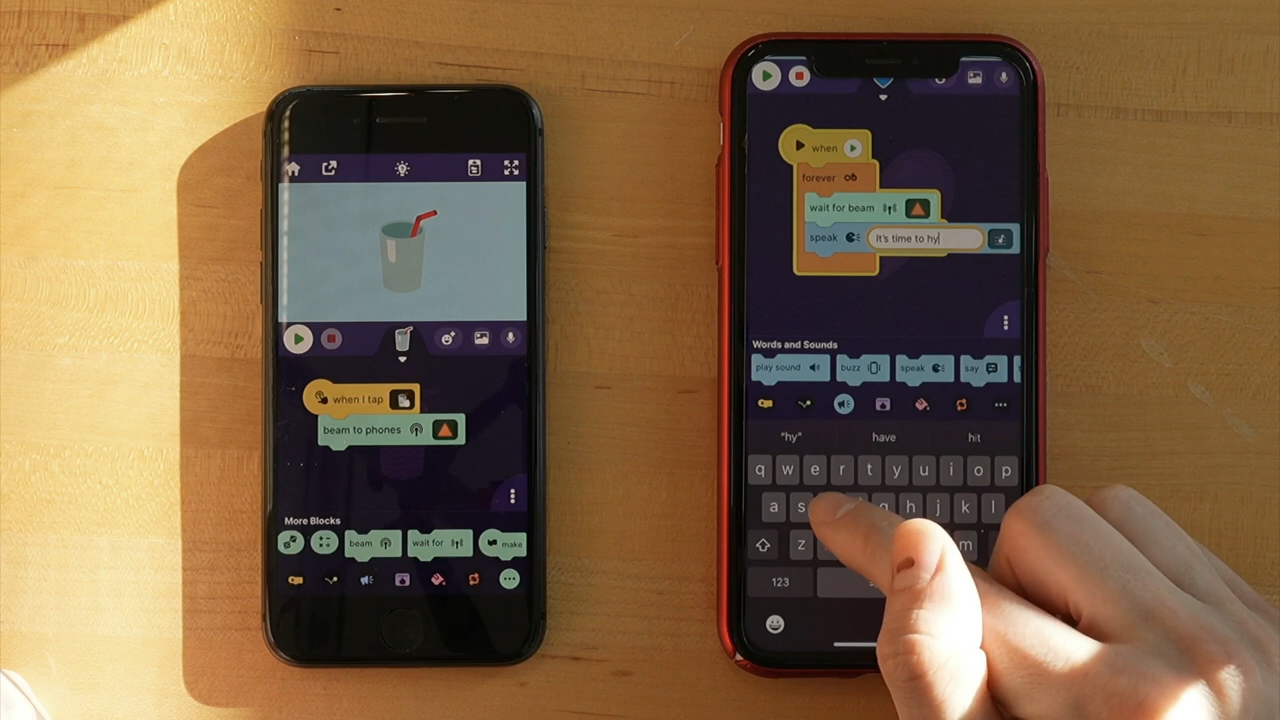 when I tap
beam to phones
More Blocks
beam
wait for
make
when
forever
wait for beam
speak
It's time to hy
Words and Sounds
play sound
buzz
speak
say
"hy"
have
hit
q w e r t y u i o p
a s g h j k l
z m
123